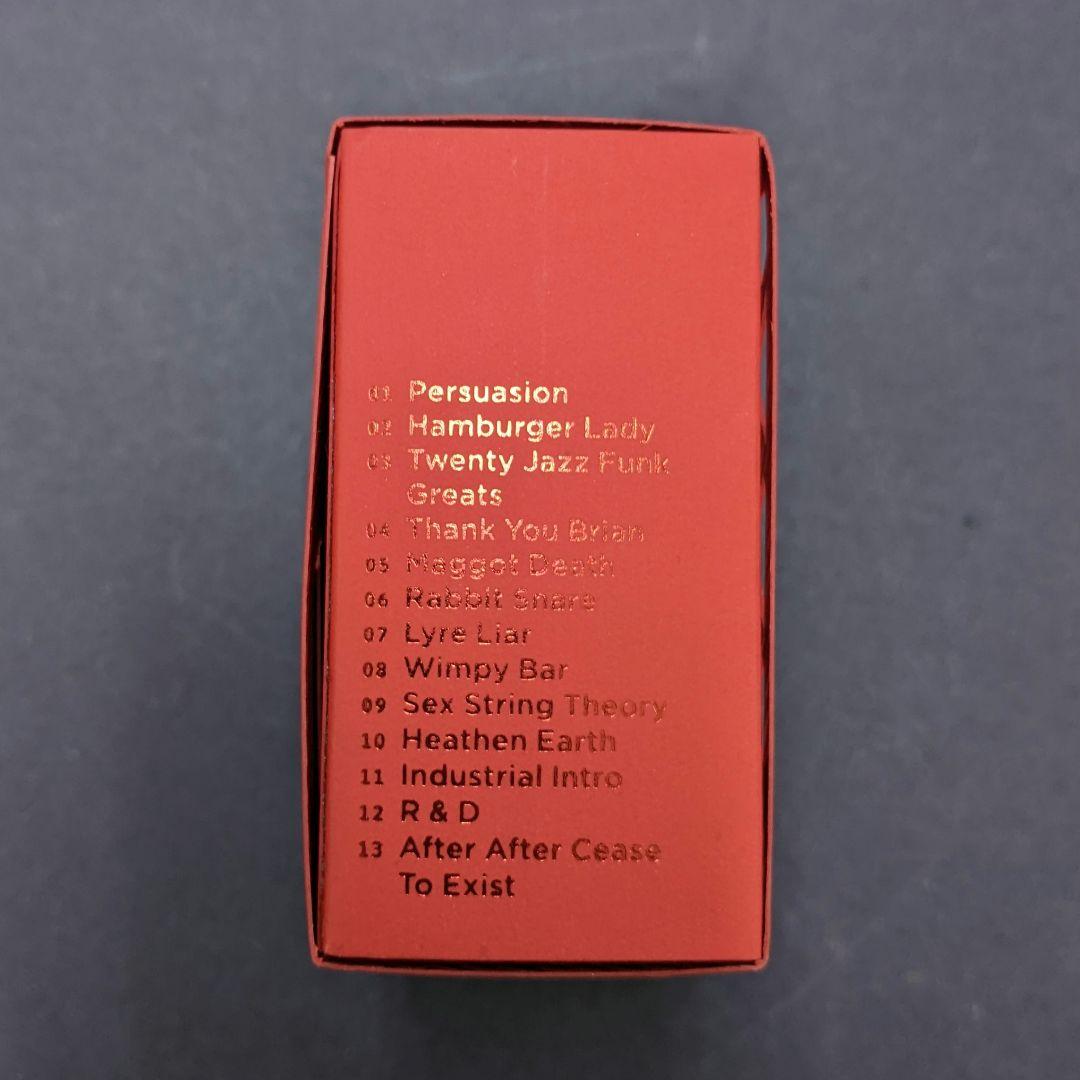 01 Persuasion
02 Hamburger Lady
03 Twenty Jazz Funk
Greats
04 Thank You Brian
05 Maggot Death
06 Rabbit Snare
07 Lyre Liar
08 Wimpy Bar
09 Sex String Theory
10 Heathen Earth
11 Industrial Intro
12 R & D
13 After After Cease
To Exist